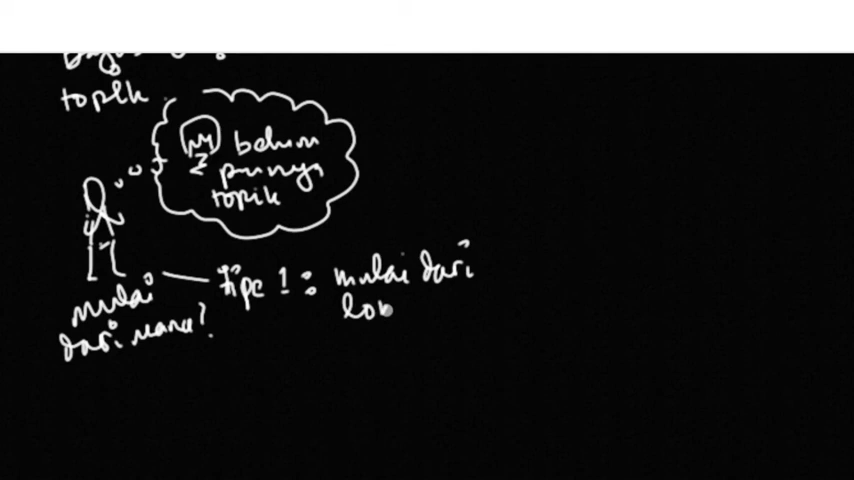 topik
belum
punya
topik
mulai
dari mana?
tipe 1 : mulai dari